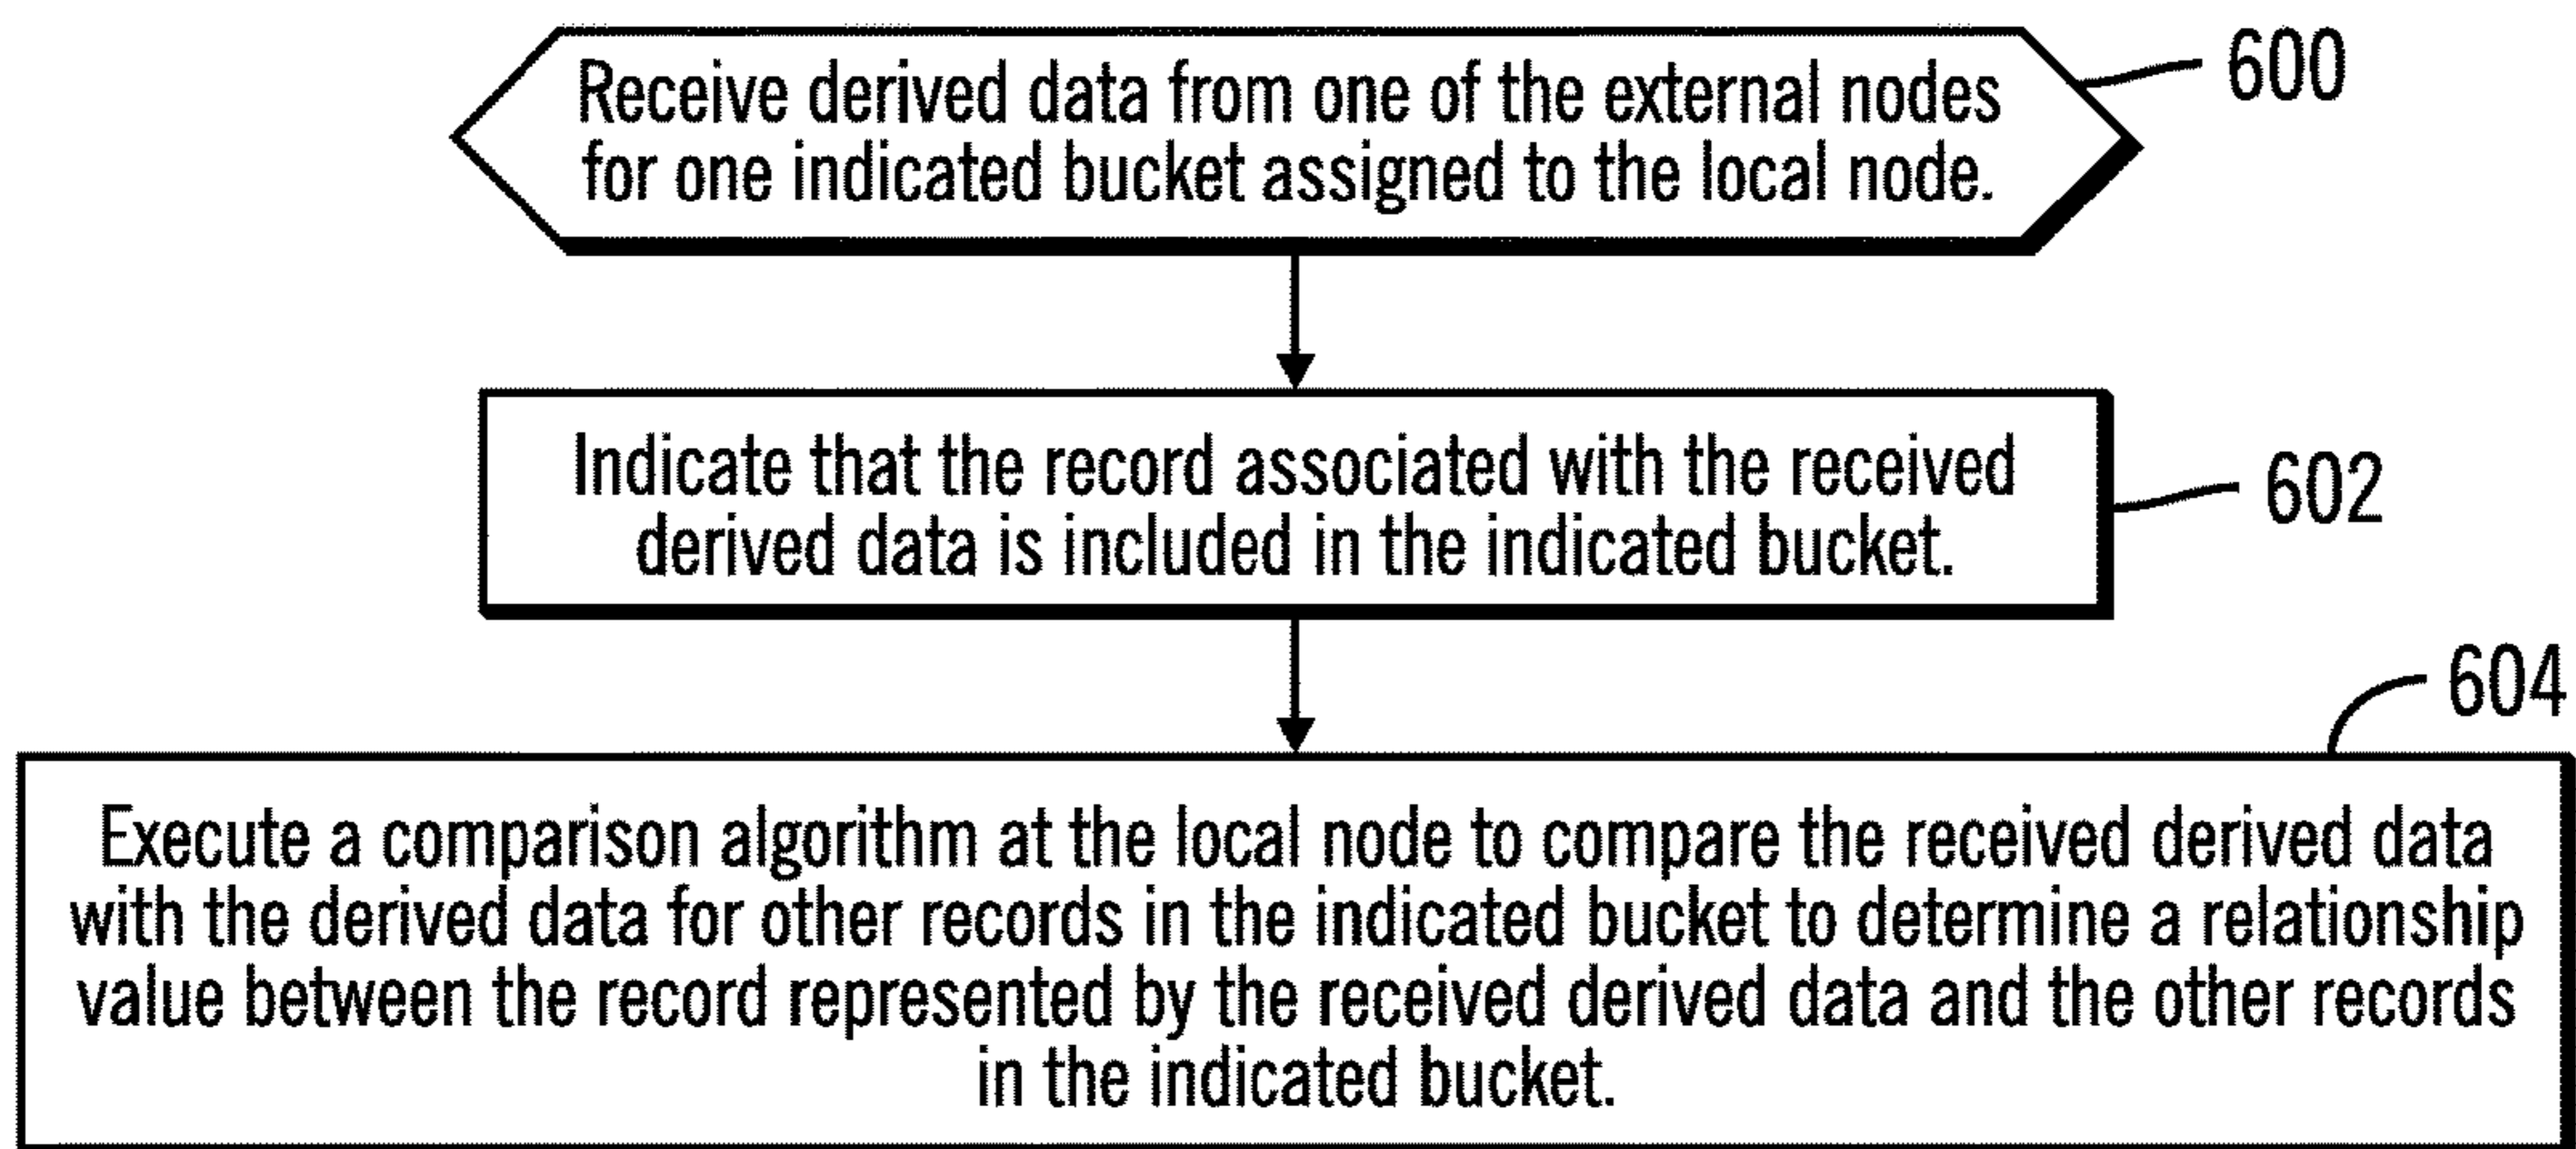 Receive derived data from one of the external nodes
for one indicated bucket assigned to the local node.
600
Indicate that the record associated with the received
derived data is included in the indicated bucket.
602
604
Execute a comparison algorithm at the local node to compare the received derived data
with the derived data for other records in the indicated bucket to determine a relationship
value between the record represented by the received derived data and the other records
in the indicated bucket.